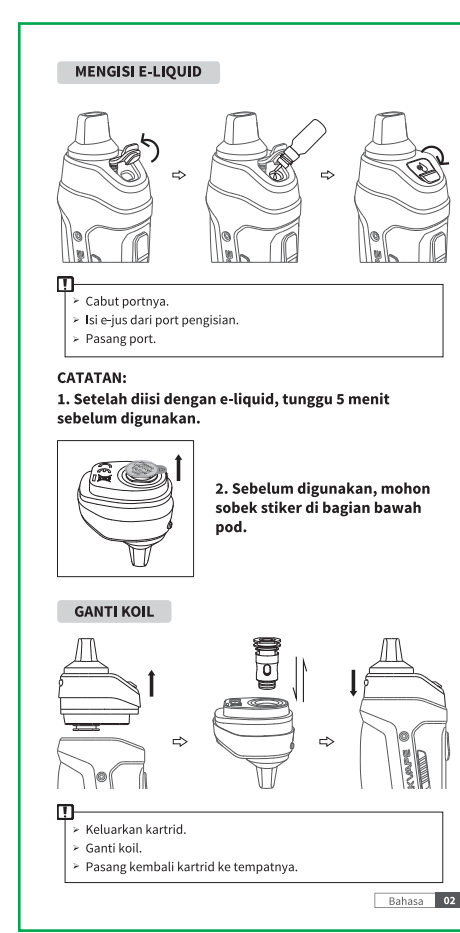 MENGISI E-LIQUID
➢ Cabut portnya.
➢ Isi e-jus dari port pengisian.
➢ Pasang port.
CATATAN:
1. Setelah diisi dengan e-liquid, tunggu 5 menit
sebelum digunakan.
2. Sebelum digunakan, mohon
sobek stiker di bagian bawah
pod.
GANTI KOIL
➢ Keluarkan kartrid.
➢ Ganti koil.
➢ Pasang kembali kartrid ke tempatnya.
Bahasa 02